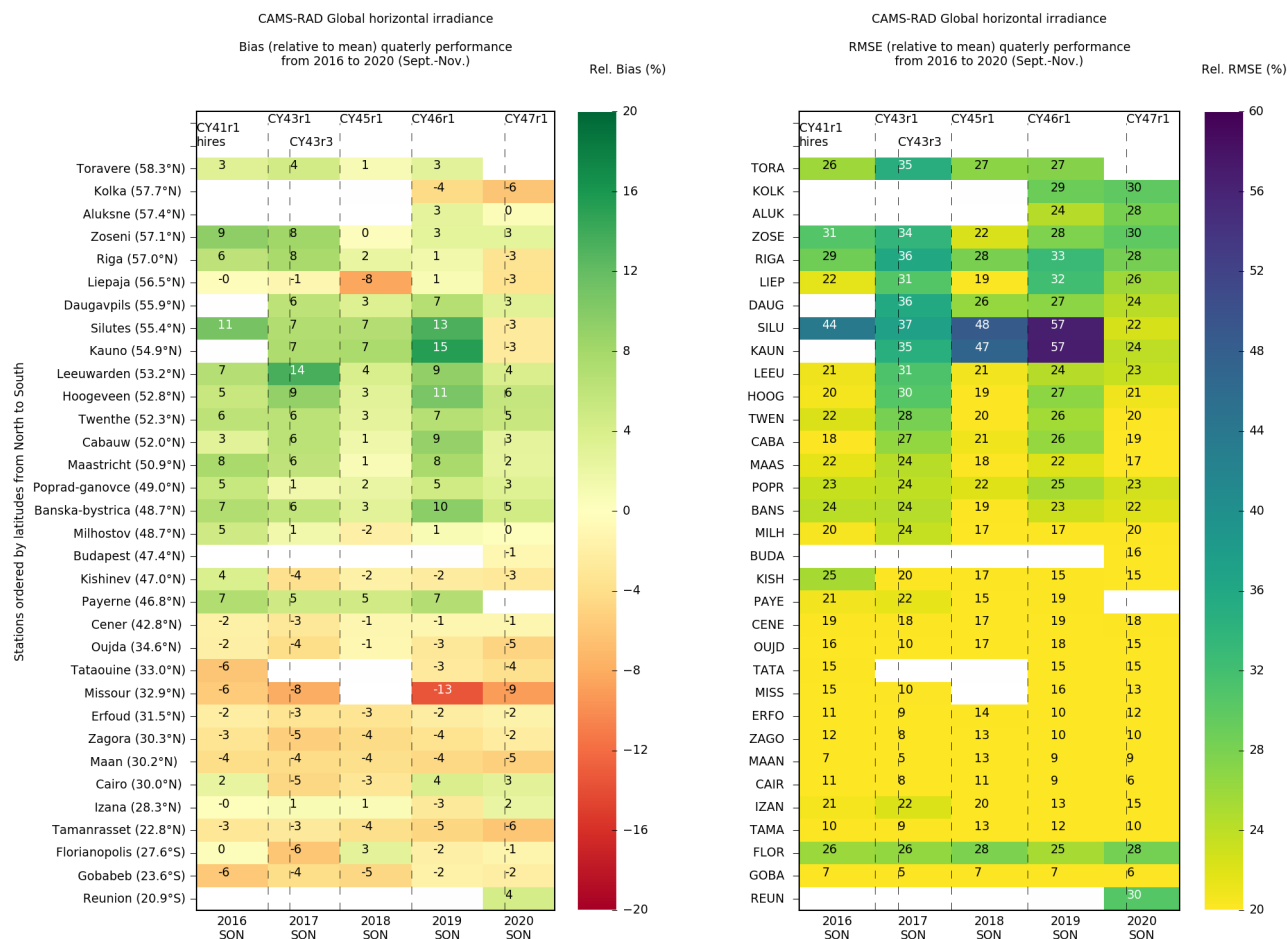 CAMS-RAD Global horizontal irradiance
Bias (relative to mean) quaterly performance
from 2016 to 2020 (Sept.-Nov.)
Rel. Bias (%)
CY41r1
hires
CY43r1
CY43r3
CY45r1
CY46r1
CY47r1
Stations ordered by latitudes from North to South
Toravere (58.3°N) 3 4 1 3
Kolka (57.7°N) -4 -6
Aluksne (57.4°N) 3 0
Zoseni (57.1°N) 9 8 0 3 3
Riga (57.0°N) 6 8 2 1 -3
Liepaja (56.5°N) -0 -1 -8 1 -3
Daugavpils (55.9°N) 6 3 7 3
Silutes (55.4°N) 11 7 7 13 -3
Kauno (54.9°N) 7 7 15 -3
Leeuwarden (53.2°N) 7 14 4 9 4
Hoogeveen (52.8°N) 5 9 3 11 6
Twenthe (52.3°N) 6 6 3 7 5
Cabauw (52.0°N) 3 6 1 9 3
Maastricht (50.9°N) 8 6 1 8 2
Poprad-ganovce (49.0°N) 5 1 2 5 3
Banska-bystrica (48.7°N) 7 6 3 10 5
Milhostov (48.7°N) 5 1 -2 1 0
Budapest (47.4°N) -1
Kishinev (47.0°N) 4 -4 -2 -2 -3
Payerne (46.8°N) 7 5 5 7
Cener (42.8°N) -2 -3 -1 -1 -1
Oujda (34.6°N) -2 -4 -1 -3 -5
Tataouine (33.0°N) -6 -3 -4
Missour (32.9°N) -6 -8 -13 -9
Erfoud (31.5°N) -2 -3 -3 -2 -2
Zagora (30.3°N) -3 -5 -4 -4 -2
Maan (30.2°N) -4 -4 -4 -4 -5
Cairo (30.0°N) 2 -5 -3 4 3
Izana (28.3°N) -0 1 1 -3 2
Tamanrasset (22.8°N) -3 -3 -4 -5 -6
Florianopolis (27.6°S) 0 -6 3 -2 -1
Gobabeb (23.6°S) -6 -4 -5 -2 -2
Reunion (20.9°S) 4
2016 2017 2018 2019 2020
SON SON SON SON SON
20
16
12
8
4
0
−4
−8
−12
−16
−20
CAMS-RAD Global horizontal irradiance
RMSE (relative to mean) quaterly performance
from 2016 to 2020 (Sept.-Nov.)
Rel. RMSE (%)
CY41r1
hires
CY43r1
CY43r3
CY45r1
CY46r1
CY47r1
TORA 26 35 27 27
KOLK 29 30
ALUK 24 28
ZOSE 31 34 22 28 30
RIGA 29 36 28 33 28
LIEP 22 31 19 32 26
DAUG 36 26 27 24
SILU 44 37 48 57 22
KAUN 35 47 57 24
LEEU 21 31 21 24 23
HOOG 20 30 19 27 21
TWEN 22 28 20 26 20
CABA 18 27 21 26 19
MAAS 22 24 18 22 17
POPR 23 24 22 25 23
BANS 24 24 19 23 22
MILH 20 24 17 17 20
BUDA 16
KISH 25 20 17 15 15
PAYE 21 22 15 19
CENE 19 18 17 19 18
OUJD 16 10 17 18 15
TATA 15 15 15
MISS 15 10 16 13
ERFO 11 9 14 10 12
ZAGO 12 8 13 10 10
MAAN 7 5 13 9 9
CAIR 11 8 11 9 6
IZAN 21 22 20 13 15
TAMA 10 9 13 12 10
FLOR 26 26 28 25 28
GOBA 7 5 7 7 6
REUN 30
2016 2017 2018 2019 2020
SON SON SON SON SON
60
56
52
48
44
40
36
32
28
24
20